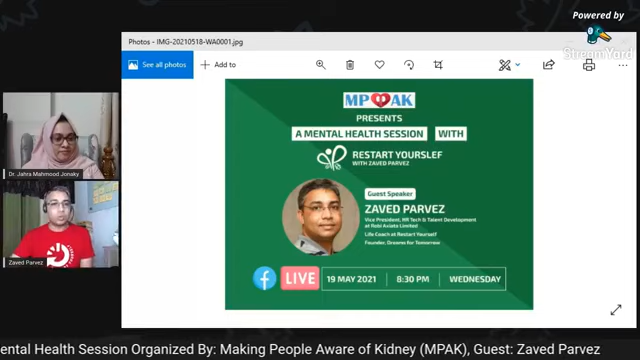 Powered by
StreamYard
Photos - IMG-20210518-WA0001.jpg
See all photos
Add to
MP AK
PRESENTS
A MENTAL HEALTH SESSION WITH
RESTART YOURSLEF
WITH ZAVED PARVEZ
Guest Speaker
ZAVED PARVEZ
Vice President, HR Tech & Talent Development
at Robi Axiata Limited
Life Coach at Restart Yourself
Founder, Dreams for Tomorrow
LIVE
19 MAY 2021
8:30 PM
WEDNESDAY
Dr. Jahra Mahmood Jonaky
Zaved Parvez
ental Health Session Organized By: Making People Aware of Kidney (MPAK), Guest: Zaved Parvez